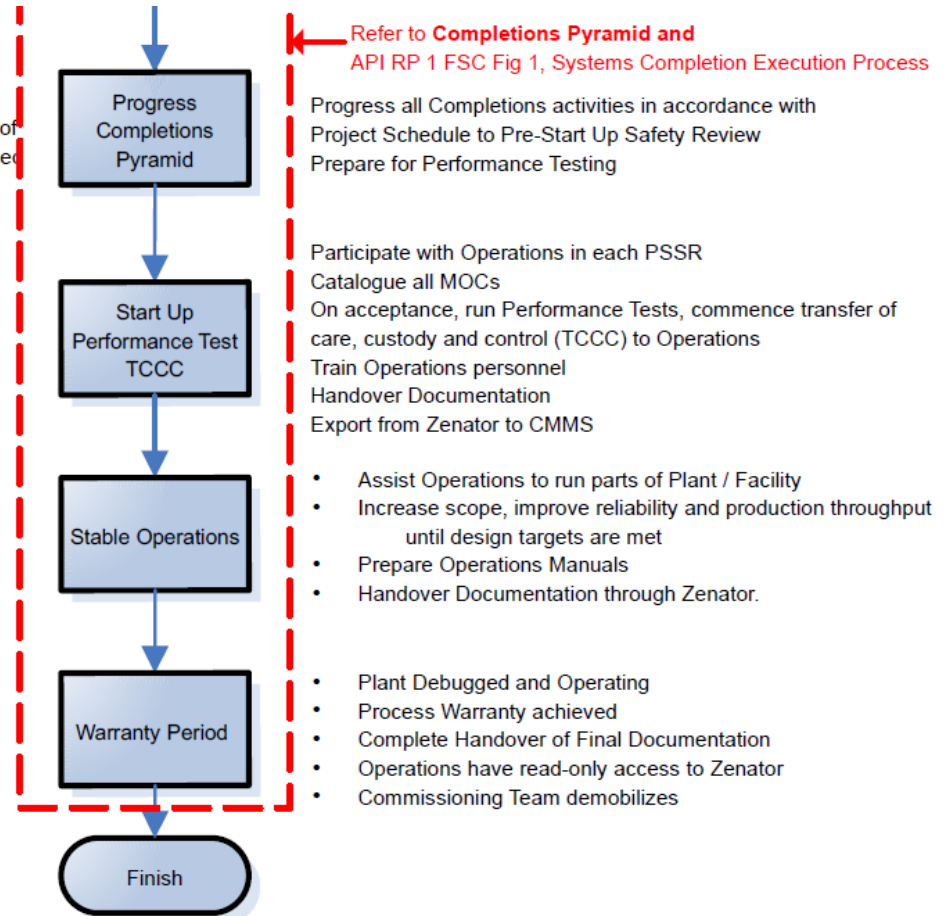 Refer to Completions Pyramid and
API RP 1 FSC Fig 1, Systems Completion Execution Process
of
Progress
Completions
Pyramid
Progress all Completions activities in accordance with
Project Schedule to Pre-Start Up Safety Review
Prepare for Performance Testing
Start Up
Performance Test
TCCC
Participate with Operations in each PSSR
Catalogue all MOCs
On acceptance, run Performance Tests, commence transfer of
care, custody and control (TCCC) to Operations
Train Operations personnel
Handover Documentation
Export from Zenator to CMMS
Stable Operations
• Assist Operations to run parts of Plant / Facility
• Increase scope, improve reliability and production throughput
until design targets are met
• Prepare Operations Manuals
• Handover Documentation through Zenator.
Warranty Period
• Plant Debugged and Operating
• Process Warranty achieved
• Complete Handover of Final Documentation
• Operations have read-only access to Zenator
• Commissioning Team demobilizes
Finish